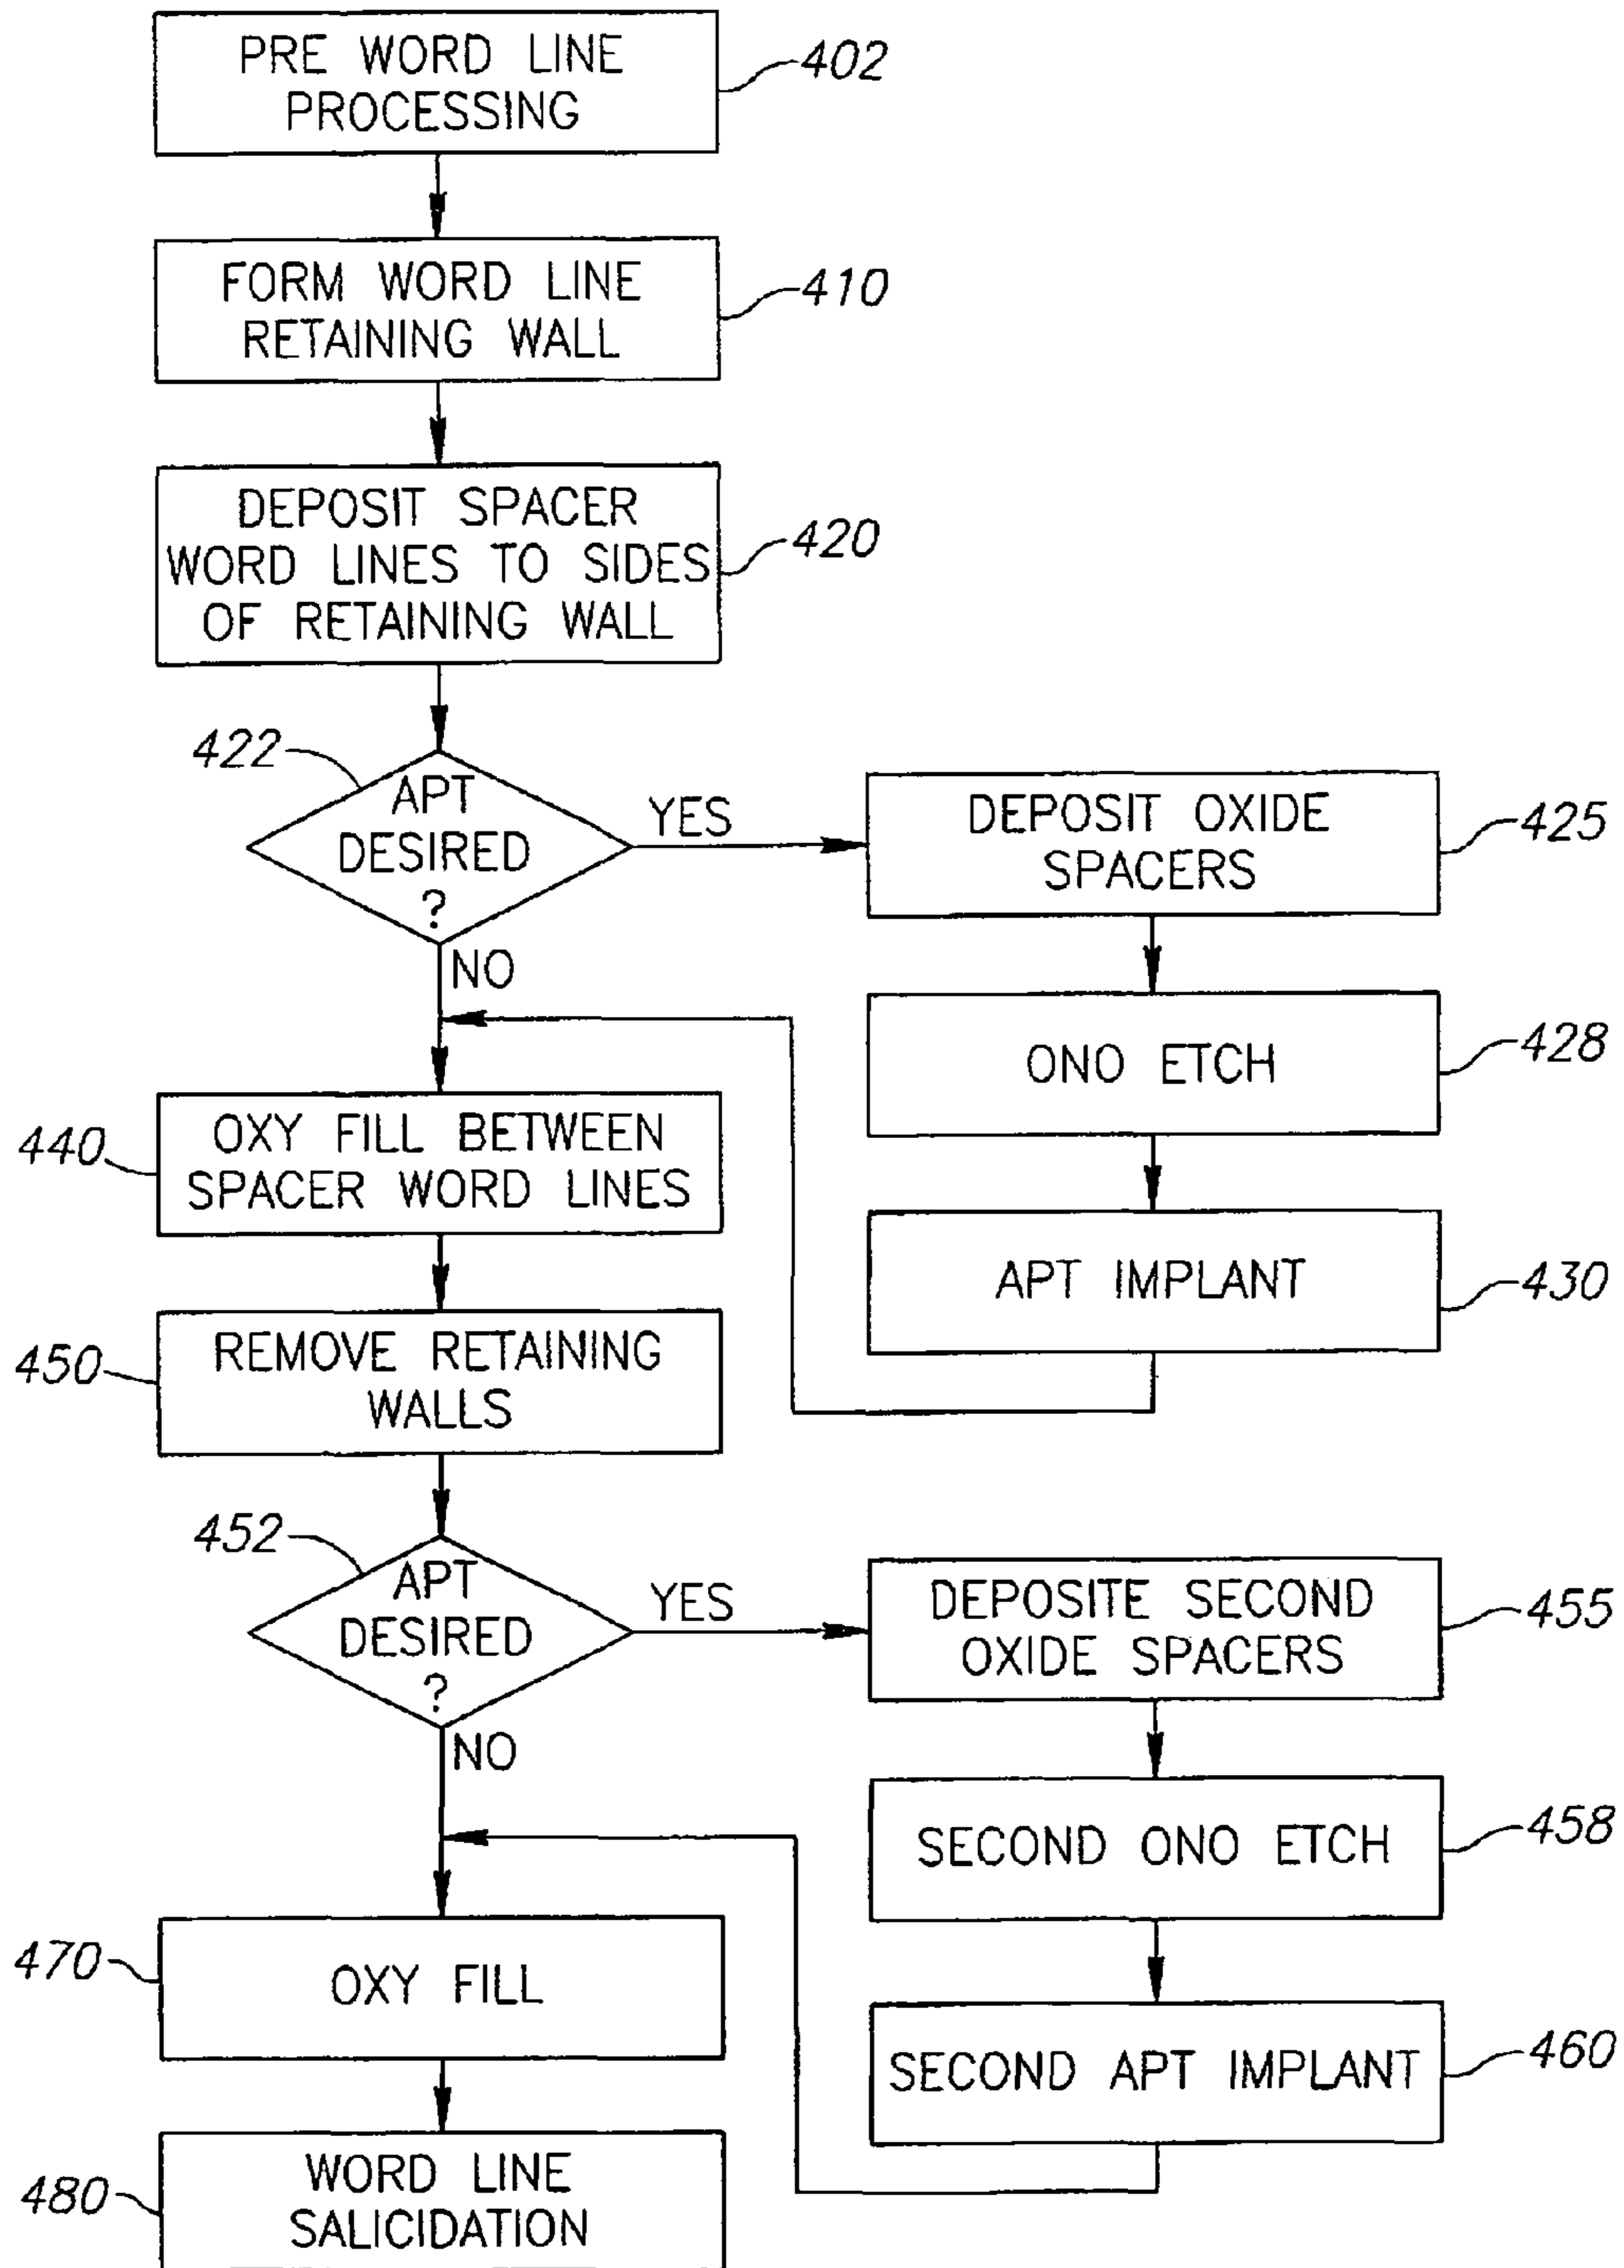 PRE WORD LINE
PROCESSING
402
FORM WORD LINE
RETAINING WALL
410
DEPOSIT SPACER
WORD LINES TO SIDES
OF RETAINING WALL
420
422
APT
DESIRED
?
YES
NO
DEPOSIT OXIDE
SPACERS
425
ONO ETCH
428
APT IMPLANT
430
440
OXY FILL BETWEEN
SPACER WORD LINES
450
REMOVE RETAINING
WALLS
452
APT
DESIRED
?
YES
NO
DEPOSITE SECOND
OXIDE SPACERS
455
SECOND ONO ETCH
458
SECOND APT IMPLANT
460
470
OXY FILL
480
WORD LINE
SALICIDATION